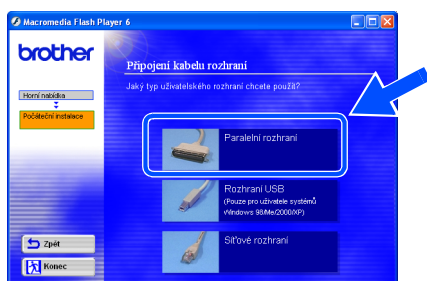 Macromedia Flash Player 6
brother
Připojení kabelu rozhraní
Jaký typ uživatelského rozhraní chcete použít?
Horní nabídka
Počáteční instalace
Paralelní rozhraní
Rozhraní USB
(Pouze pro uživatele systémů
Windows 98/Me/2000/XP)
Síťové rozhraní
Zpět
Konec